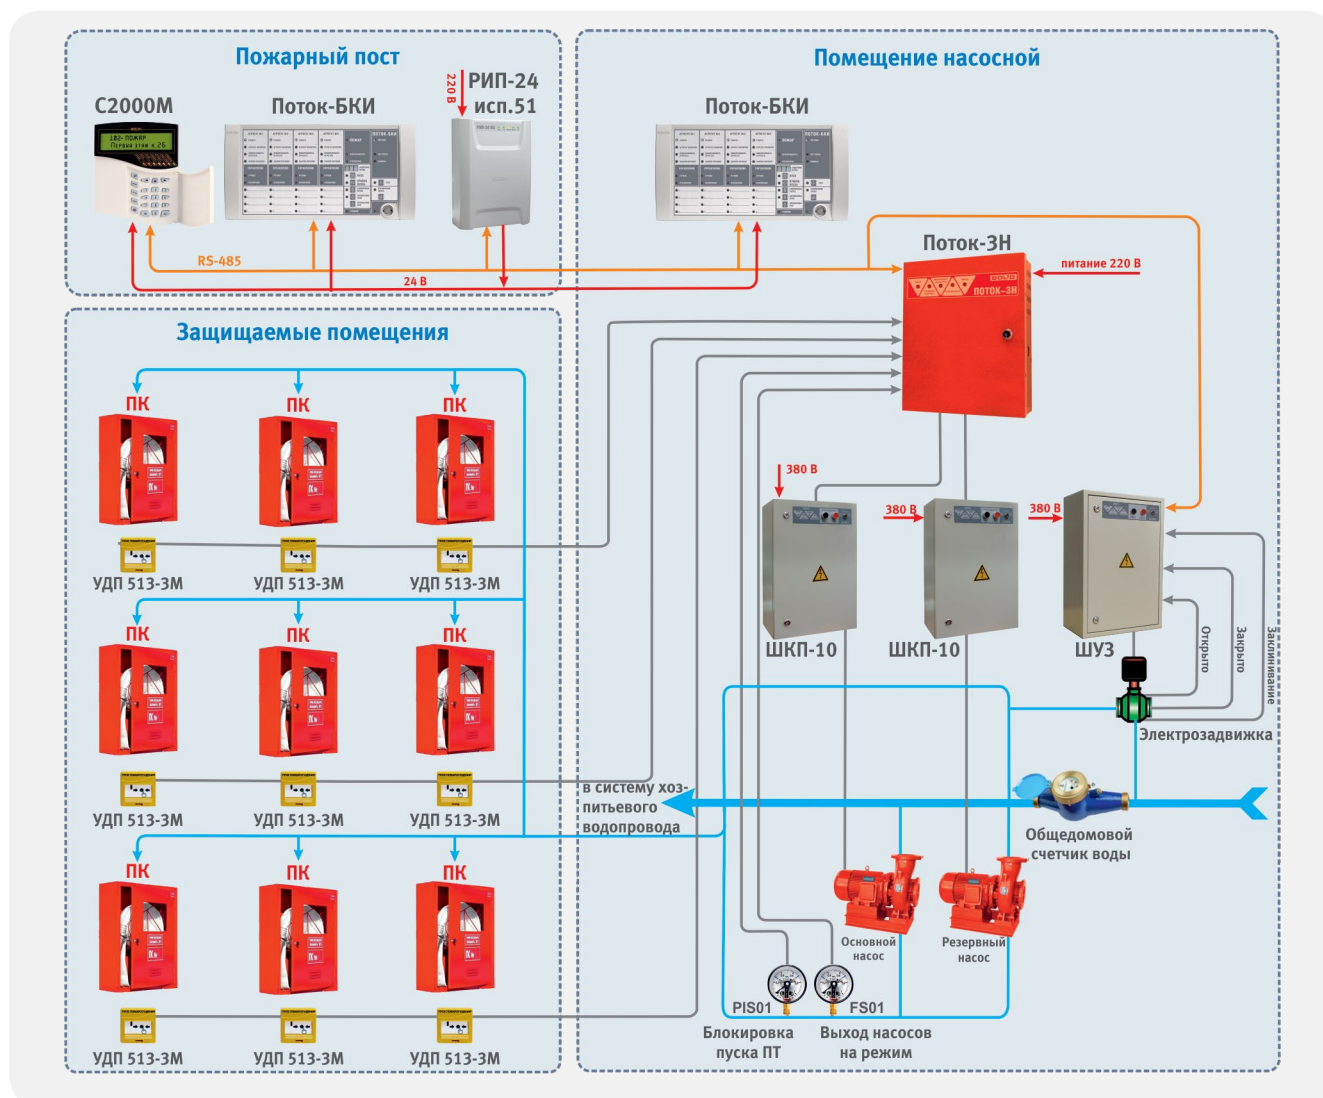 Пожарный пост
С2000М
Поток-БКИ
220 В
РИП-24
исп.51
RS-485
24 В
Помещение насосной
Поток-БКИ
Поток-3Н
питание 220 В
ПОТОК-3Н
Защищаемые помещения
ПК
ПК
ПК
УДП 513-3М
УДП 513-3М
УДП 513-3М
ПК
ПК
ПК
УДП 513-3М
УДП 513-3М
УДП 513-3М
ПК
ПК
ПК
УДП 513-3М
УДП 513-3М
УДП 513-3М
380 В
380 В
380 В
ШКП-10
ШКП-10
ШУЗ
Открыто
Закрыто
Заклинивание
Электрозадвижка
в систему хоз-
питьевого
водопровода
Общедомовой
счетчик воды
Основной
насос
Резервный
насос
PIS01
FS01
Блокировка
пуска ПТ
Выход насосов
на режим